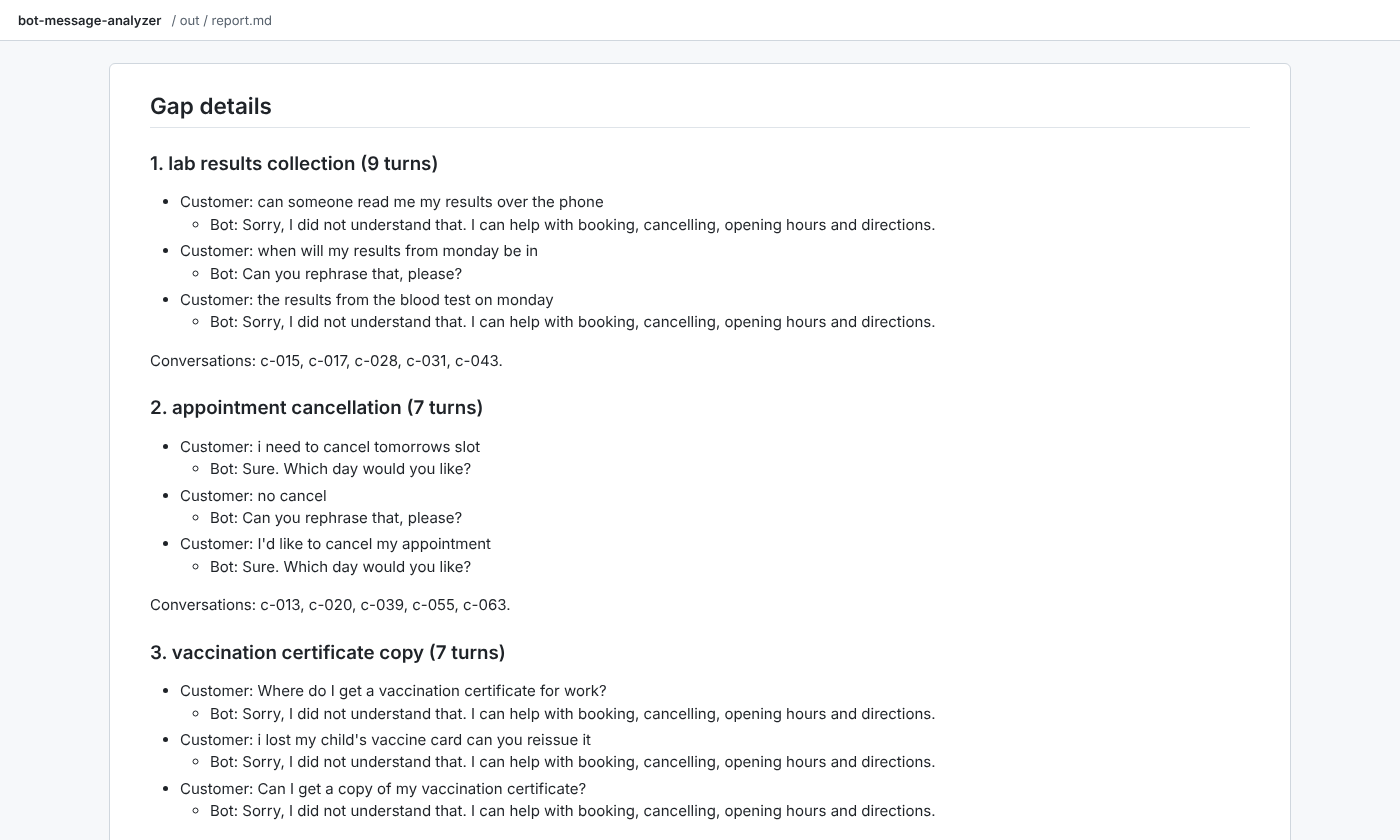 bot-message-analyzer / out / report.md
Gap details
1. lab results collection (9 turns)
• Customer: can someone read me my results over the phone
◦ Bot: Sorry, I did not understand that. I can help with booking, cancelling, opening hours and directions.
• Customer: when will my results from monday be in
◦ Bot: Can you rephrase that, please?
• Customer: the results from the blood test on monday
◦ Bot: Sorry, I did not understand that. I can help with booking, cancelling, opening hours and directions.
Conversations: c-015, c-017, c-028, c-031, c-043.
2. appointment cancellation (7 turns)
• Customer: i need to cancel tomorrows slot
◦ Bot: Sure. Which day would you like?
• Customer: no cancel
◦ Bot: Can you rephrase that, please?
• Customer: I'd like to cancel my appointment
◦ Bot: Sure. Which day would you like?
Conversations: c-013, c-020, c-039, c-055, c-063.
3. vaccination certificate copy (7 turns)
• Customer: Where do I get a vaccination certificate for work?
◦ Bot: Sorry, I did not understand that. I can help with booking, cancelling, opening hours and directions.
• Customer: i lost my child's vaccine card can you reissue it
◦ Bot: Sorry, I did not understand that. I can help with booking, cancelling, opening hours and directions.
• Customer: Can I get a copy of my vaccination certificate?
◦ Bot: Sorry, I did not understand that. I can help with booking, cancelling, opening hours and directions.